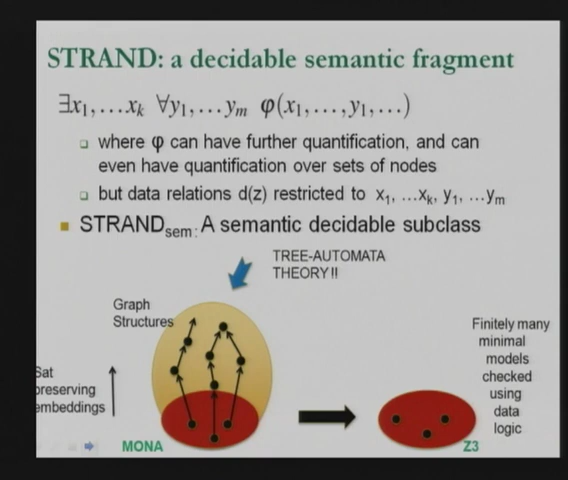 STRAND: a decidable semantic fragment
∃x₁,...xₖ ∀y₁,...yₘ φ(x₁,...,y₁,...)
where φ can have further quantification, and can
even have quantification over sets of nodes
but data relations d(z) restricted to x₁, ...xₖ, y₁, ...yₘ
STRANDsem: A semantic decidable subclass
TREE-AUTOMATA
THEORY!!
Graph
Structures
Sat
preserving
embeddings
MONA
Finitely many
minimal
models
checked
using
data
logic
Z3